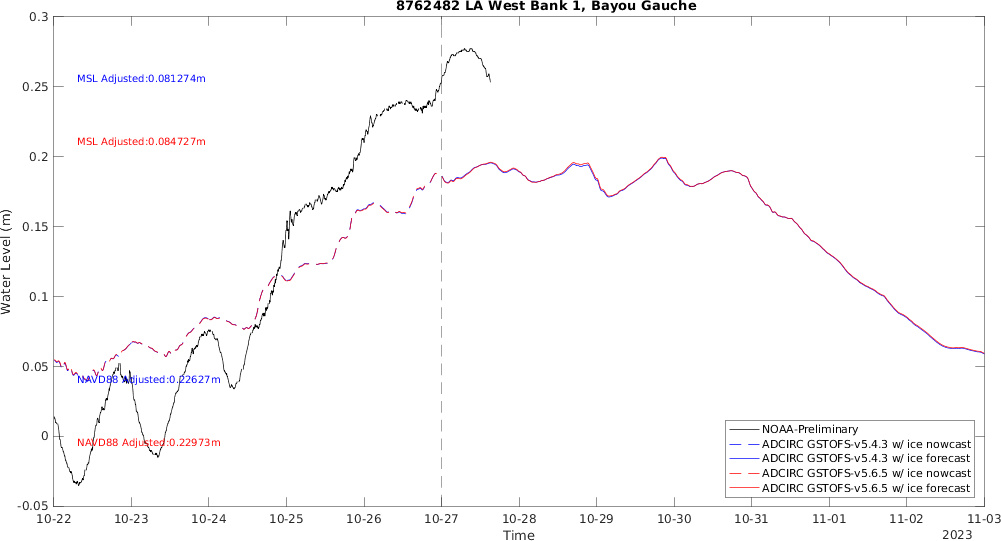 8762482 LA West Bank 1, Bayou Gauche
0.3
0.25
0.2
0.15
0.1
0.05
0
-0.05
Water Level (m)
MSL Adjusted:0.081274m
MSL Adjusted:0.084727m
NAVD88 Adjusted:0.22627m
NAVD88 Adjusted:0.22973m
NOAA-Preliminary
ADCIRC GSTOFS-v5.4.3 w/ ice nowcast
ADCIRC GSTOFS-v5.4.3 w/ ice forecast
ADCIRC GSTOFS-v5.6.5 w/ ice nowcast
ADCIRC GSTOFS-v5.6.5 w/ ice forecast
10-22 10-23 10-24 10-25 10-26 10-27 10-28 10-29 10-30 10-31 11-01 11-02 11-03
Time
2023